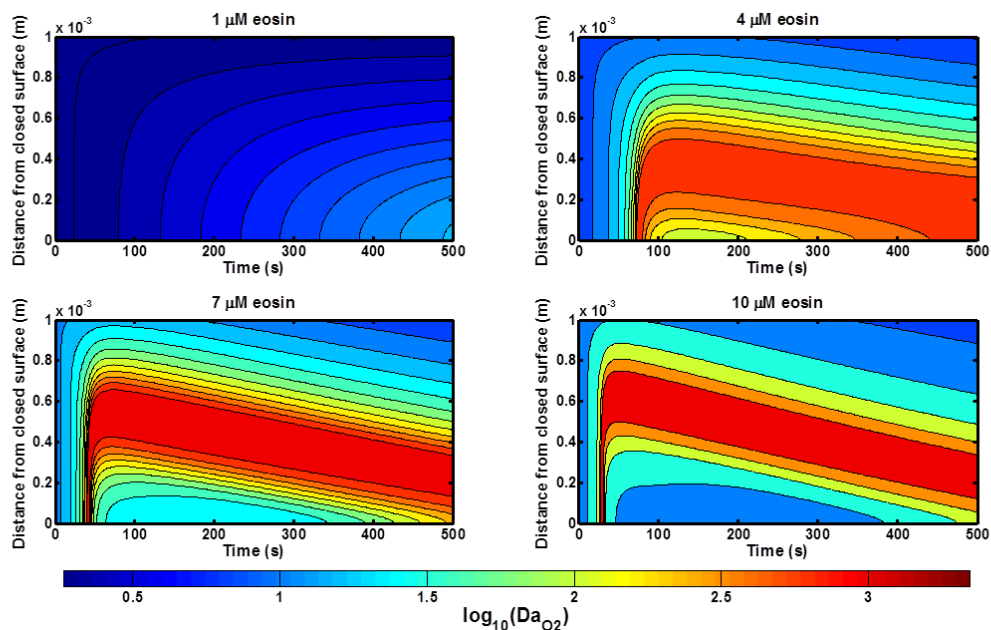 1 μM eosin
x 10⁻³
1
0.8
0.6
0.4
0.2
0
Distance from closed surface (m)
0 100 200 300 400 500
Time (s)
4 μM eosin
x 10⁻³
1
0.8
0.6
0.4
0.2
0
Distance from closed surface (m)
0 100 200 300 400 500
Time (s)
7 μM eosin
x 10⁻³
1
0.8
0.6
0.4
0.2
0
Distance from closed surface (m)
0 100 200 300 400 500
Time (s)
10 μM eosin
x 10⁻³
1
0.8
0.6
0.4
0.2
0
Distance from closed surface (m)
0 100 200 300 400 500
Time (s)
0.5 1 1.5 2 2.5 3
log₁₀(Da_O2)